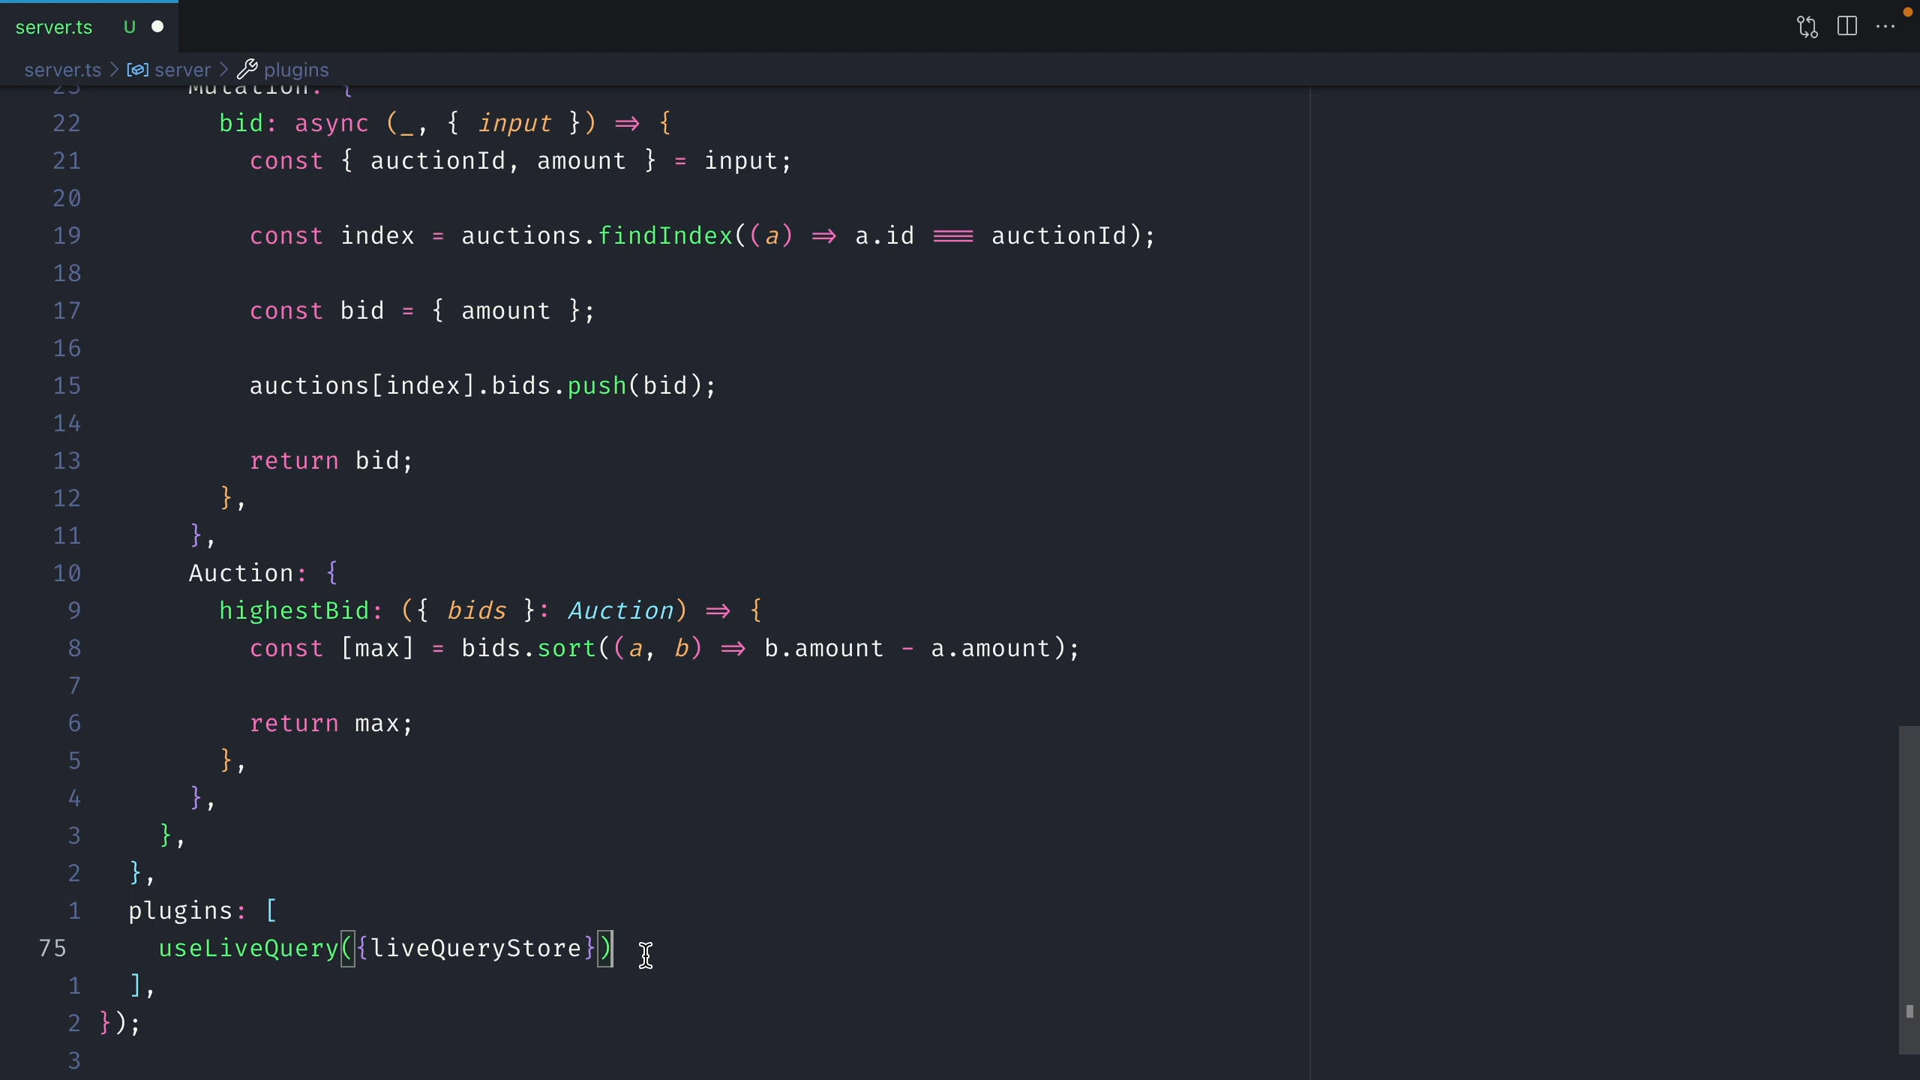 server.ts U
server.ts > server > plugins
23 Mutation: {
22 bid: async (_, { input }) => {
21 const { auctionId, amount } = input;
20
19 const index = auctions.findIndex((a) => a.id === auctionId);
18
17 const bid = { amount };
16
15 auctions[index].bids.push(bid);
14
13 return bid;
12 },
11 },
10 Auction: {
9 highestBid: ({ bids }: Auction) => {
8 const [max] = bids.sort((a, b) => b.amount - a.amount);
7
6 return max;
5 },
4 },
3 },
2 },
1 plugins: [
75 useLiveQuery({liveQueryStore})
1 ],
2 });
3